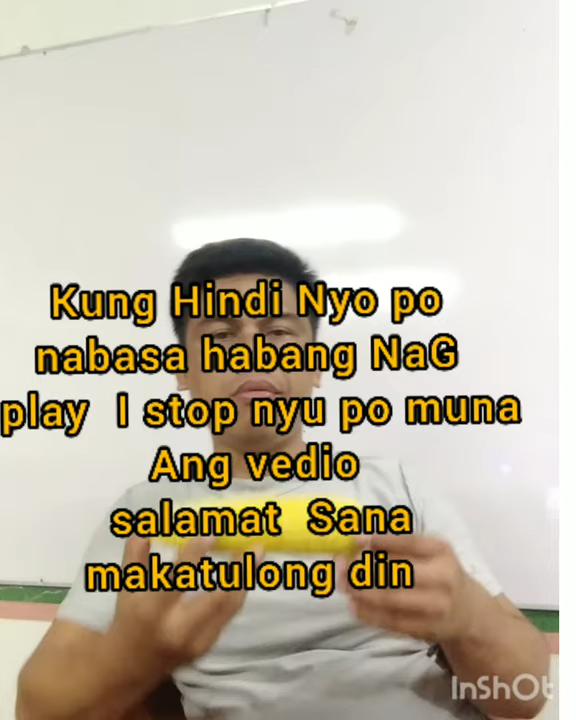 Kung Hindi Nyo po
nabasa habang NaG
play I stop nyu po muna
Ang vedio
salamat Sana
makatulong din
InShOt